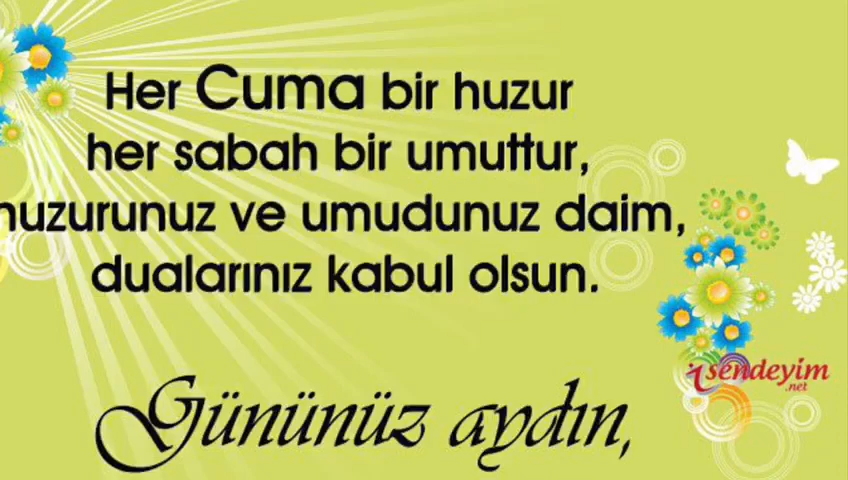 Her Cuma bir huzur
her sabah bir umuttur,
huzurunuz ve umudunuz daim,
dualarınız kabul olsun.
sendeyim
.net
Gününüz aydın,